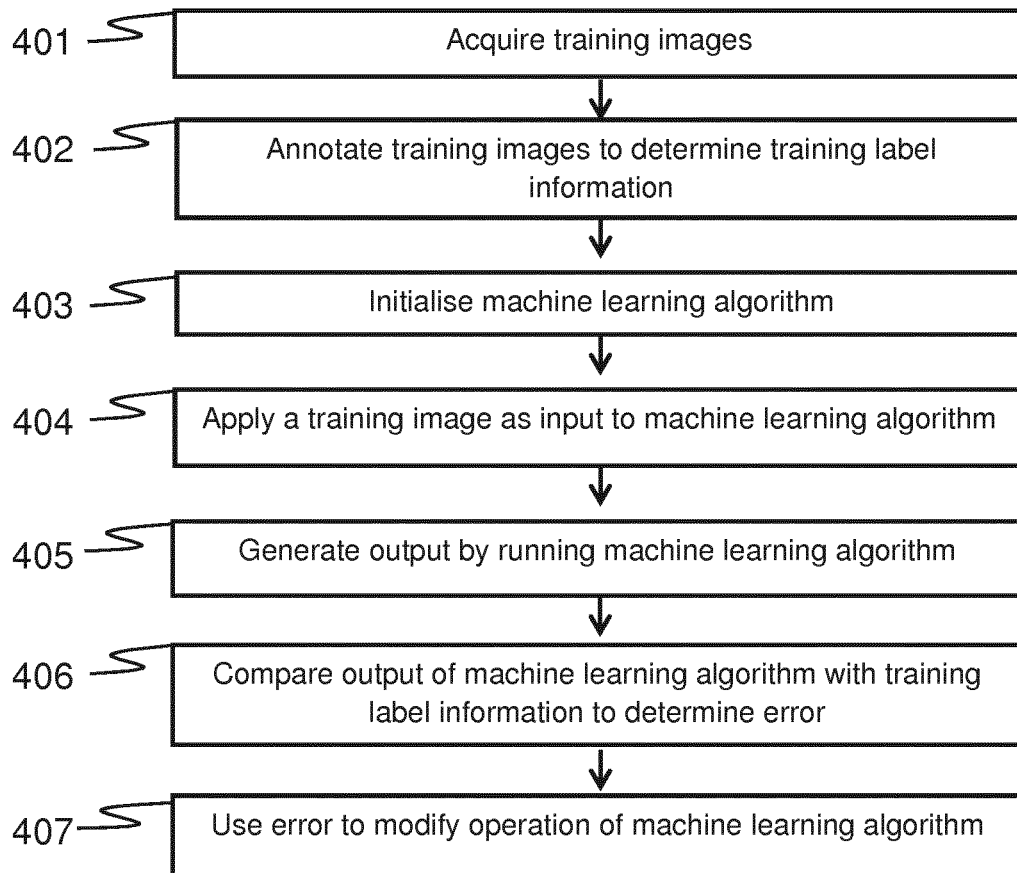 401
Acquire training images
402
Annotate training images to determine training label
information
403
Initialise machine learning algorithm
404
Apply a training image as input to machine learning algorithm
405
Generate output by running machine learning algorithm
406
Compare output of machine learning algorithm with training
label information to determine error
407
Use error to modify operation of machine learning algorithm